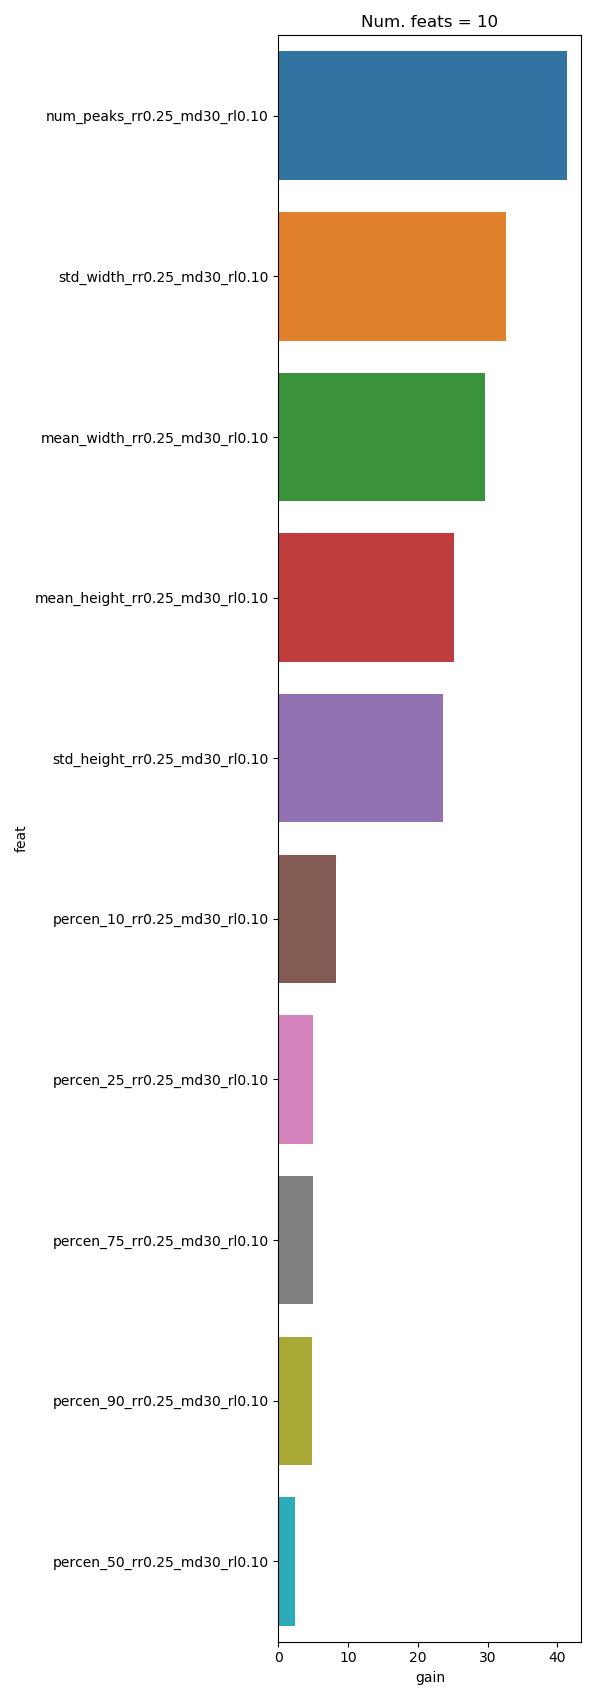 Num. feats = 10
num_peaks_rr0.25_md30_rl0.10
std_width_rr0.25_md30_rl0.10
mean_width_rr0.25_md30_rl0.10
mean_height_rr0.25_md30_rl0.10
std_height_rr0.25_md30_rl0.10
feat
percen_10_rr0.25_md30_rl0.10
percen_25_rr0.25_md30_rl0.10
percen_75_rr0.25_md30_rl0.10
percen_90_rr0.25_md30_rl0.10
percen_50_rr0.25_md30_rl0.10
0 10 20 30 40
gain